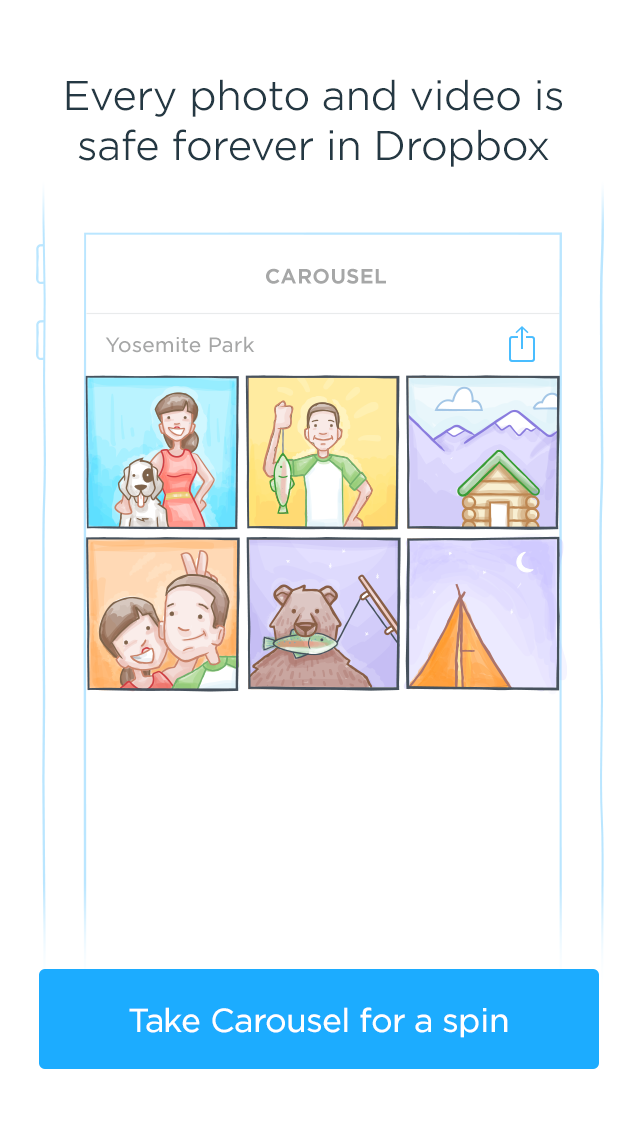 Every photo and video is
safe forever in Dropbox
CAROUSEL
Yosemite Park
Take Carousel for a spin